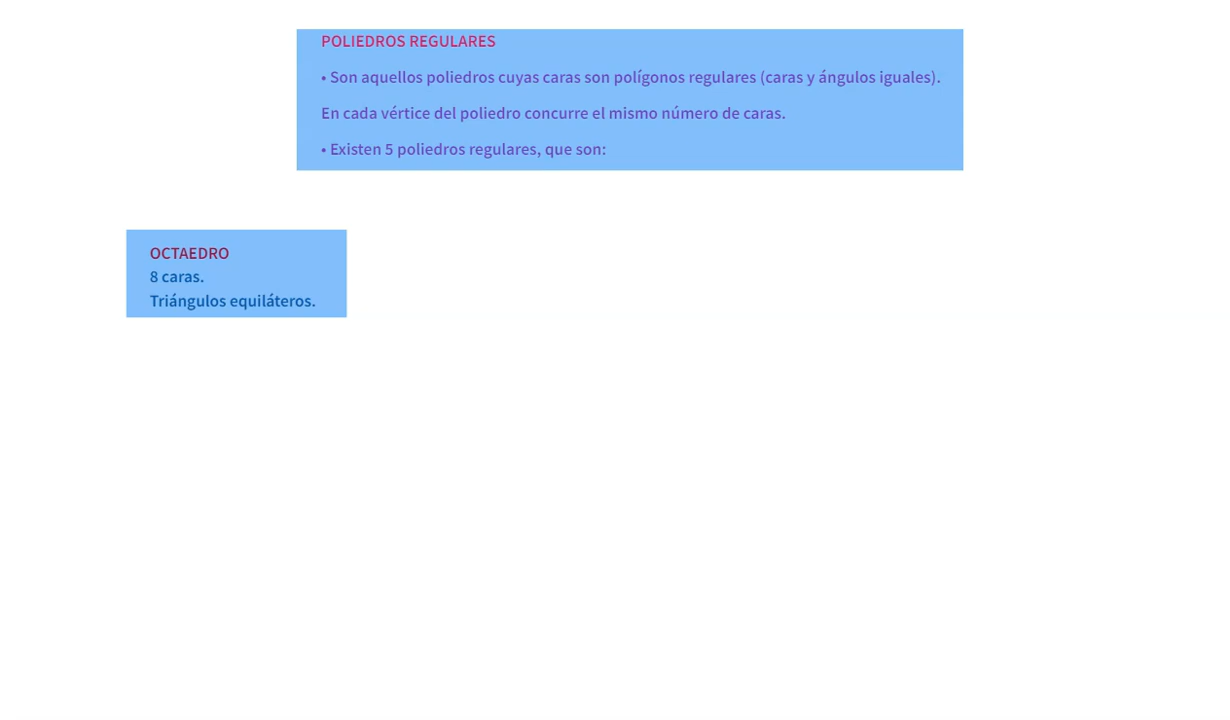 POLIEDROS REGULARES
• Son aquellos poliedros cuyas caras son polígonos regulares (caras y ángulos iguales).
En cada vértice del poliedro concurre el mismo número de caras.
• Existen 5 poliedros regulares, que son:
OCTAEDRO
8 caras.
Triángulos equiláteros.